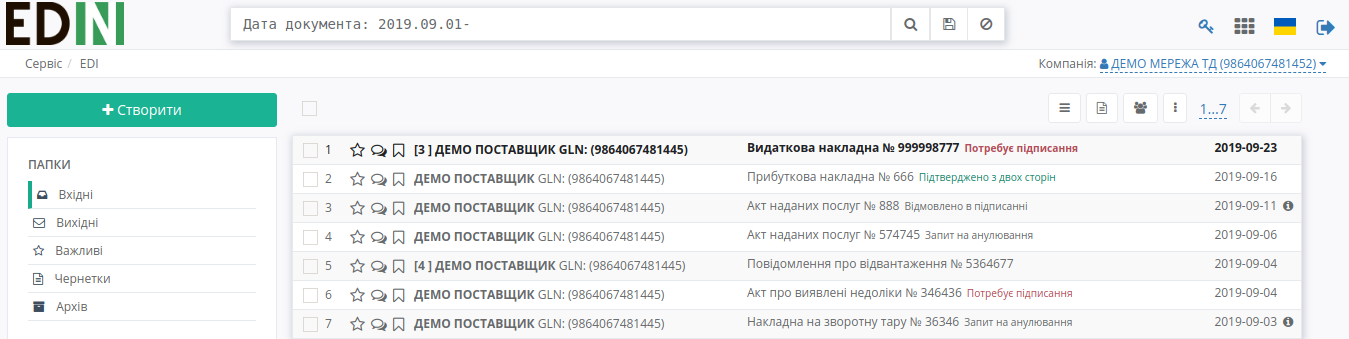 EDIN
Дата документа: 2019.09.01-
Сервіс / EDI
Компанія: ДЕМО МЕРЕЖА ТД (9864067481452)
Створити
1...7
ПАПКИ
Вхідні
Вихідні
Важливі
Чернетки
Архів
1 [3 ] ДЕМО ПОСТАВЩИК GLN: (9864067481445) Видаткова накладна № 999998777 Потребує підписання 2019-09-23
2 ДЕМО ПОСТАВЩИК GLN: (9864067481445) Прибуткова накладна № 666 Підтверджено з двох сторін 2019-09-16
3 ДЕМО ПОСТАВЩИК GLN: (9864067481445) Акт наданих послуг № 888 Відмовлено в підписанні 2019-09-11
4 ДЕМО ПОСТАВЩИК GLN: (9864067481445) Акт наданих послуг № 574745 Запит на анулювання 2019-09-06
5 [4 ] ДЕМО ПОСТАВЩИК GLN: (9864067481445) Повідомлення про відвантаження № 5364677 2019-09-04
6 ДЕМО ПОСТАВЩИК GLN: (9864067481445) Акт про виявлені недоліки № 346436 Потребує підписання 2019-09-04
7 ДЕМО ПОСТАВЩИК GLN: (9864067481445) Накладна на зворотну тару № 36346 Запит на анулювання 2019-09-03